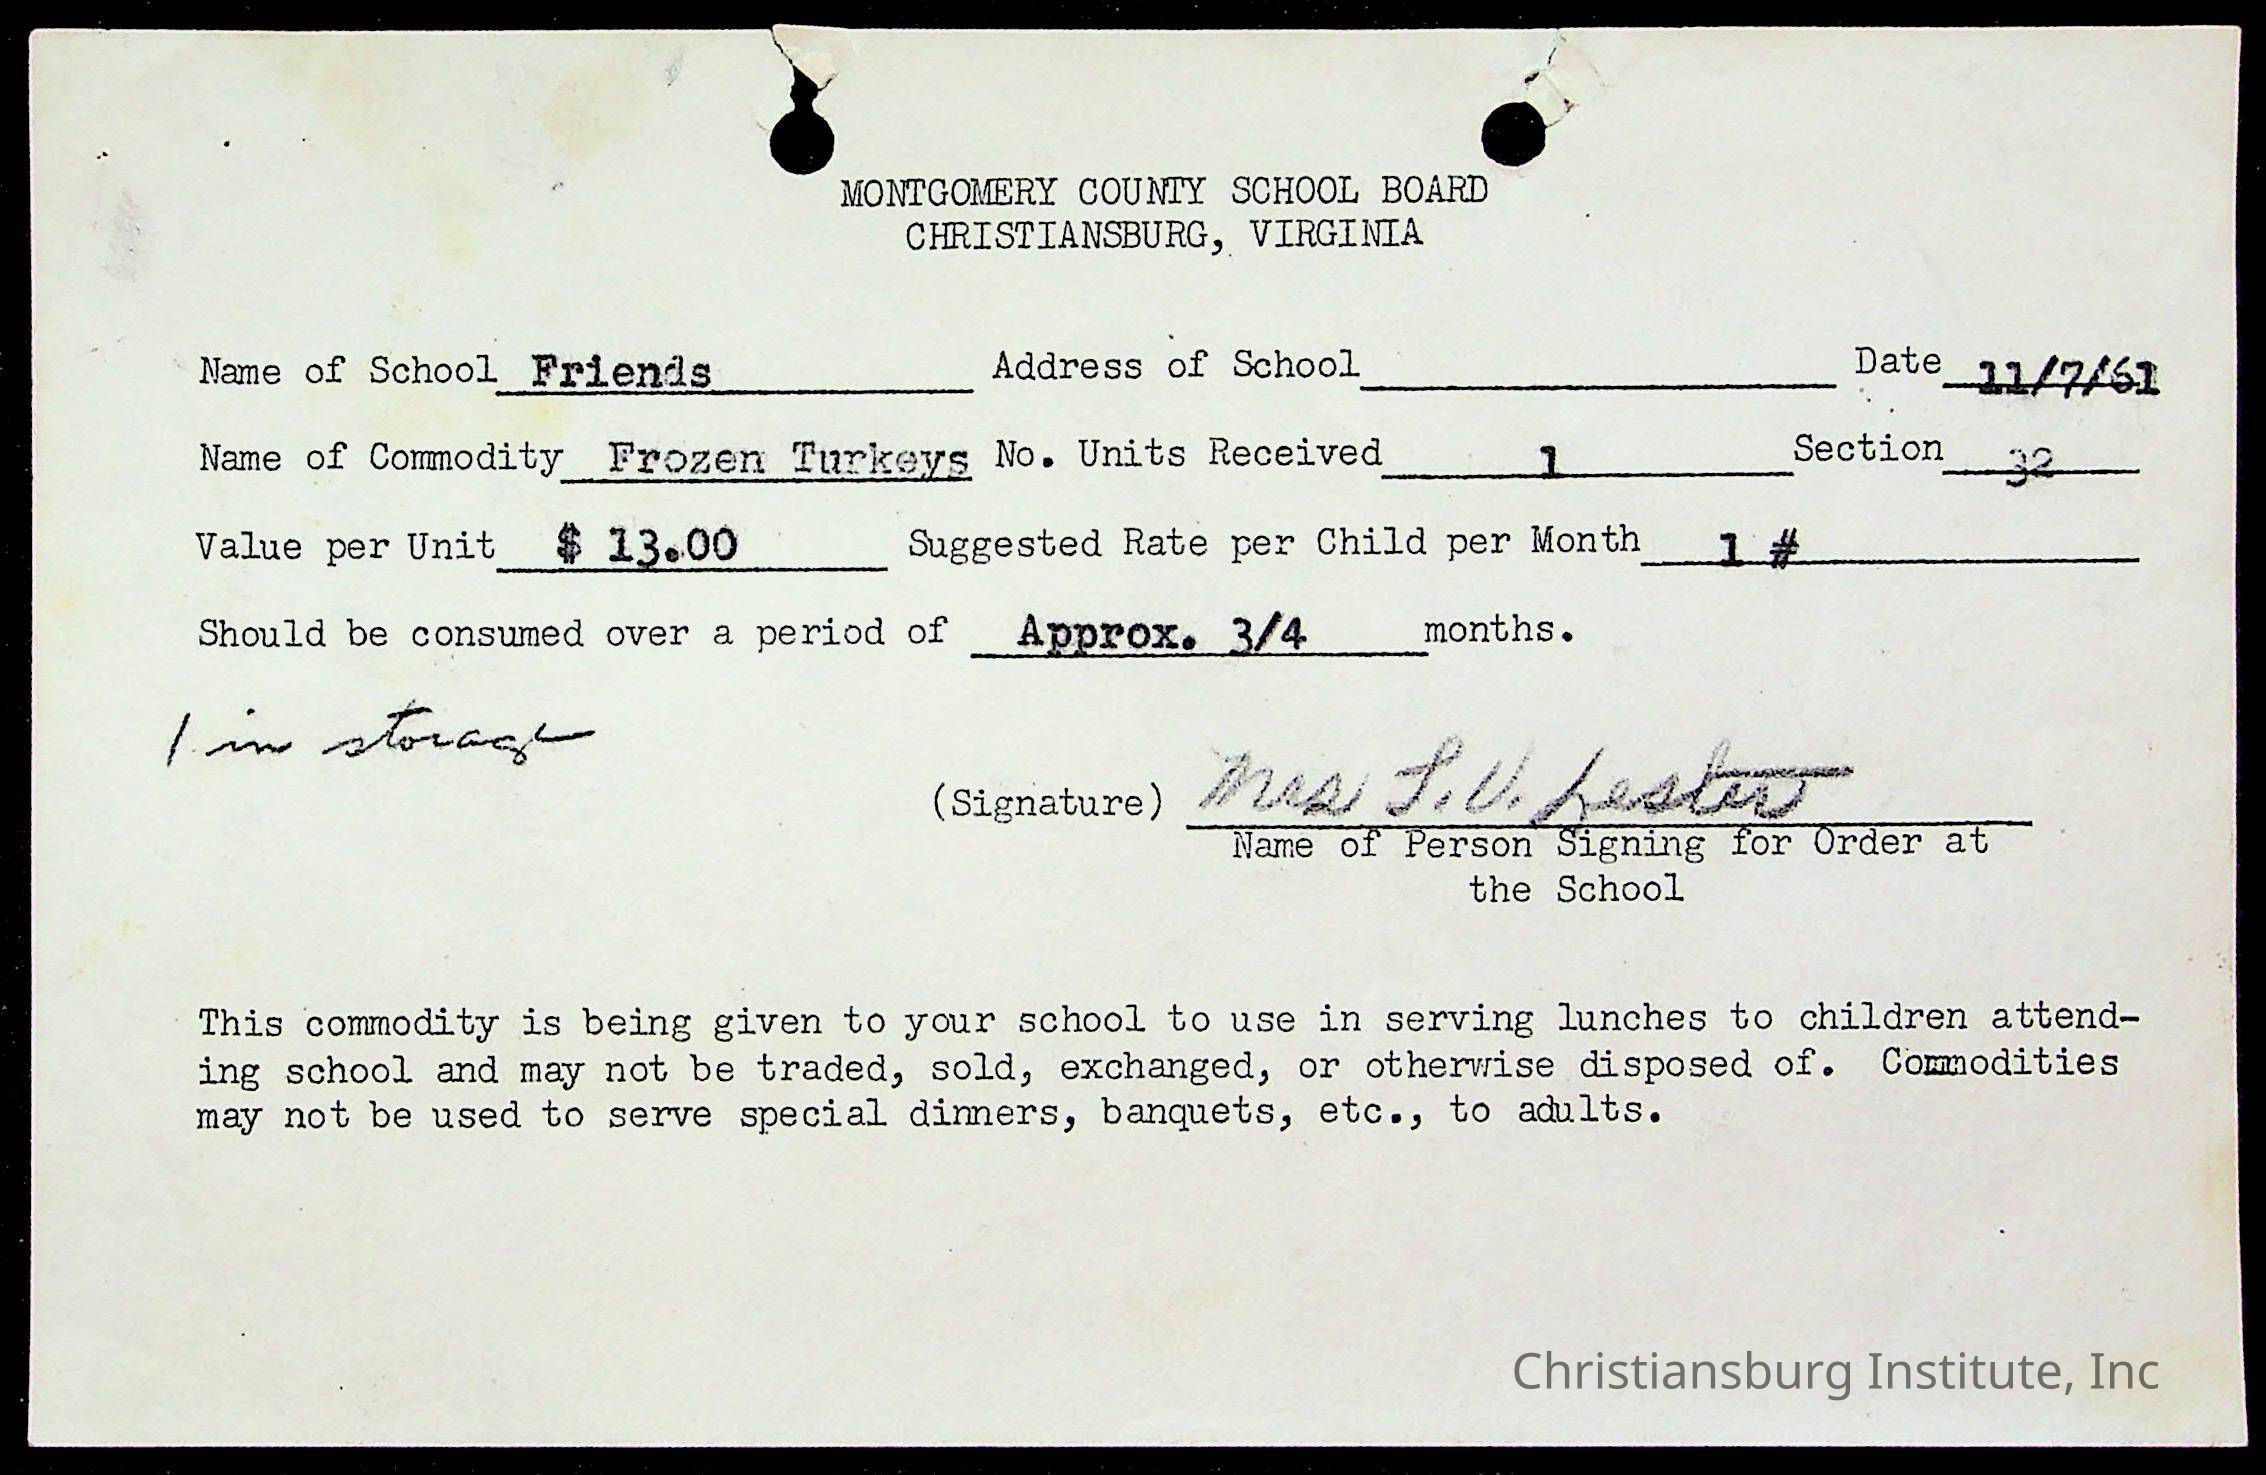 MONTGOMERY COUNTY SCHOOL BOARD
CHRISTIANSBURG, VIRGINIA
Name of School Friends Address of School Date 11/7/61
Name of Commodity Frozen Turkeys No. Units Received 1 Section 32
Value per Unit $ 13.00 Suggested Rate per Child per Month 1 #
Should be consumed over a period of Approx. 3/4 months.
1 in storage
(Signature) Mrs L. V. Lester
Name of Person Signing for Order at
the School
This commodity is being given to your school to use in serving lunches to children attend-
ing school and may not be traded, sold, exchanged, or otherwise disposed of. Commodities
may not be used to serve special dinners, banquets, etc., to adults.
Christiansburg Institute, Inc